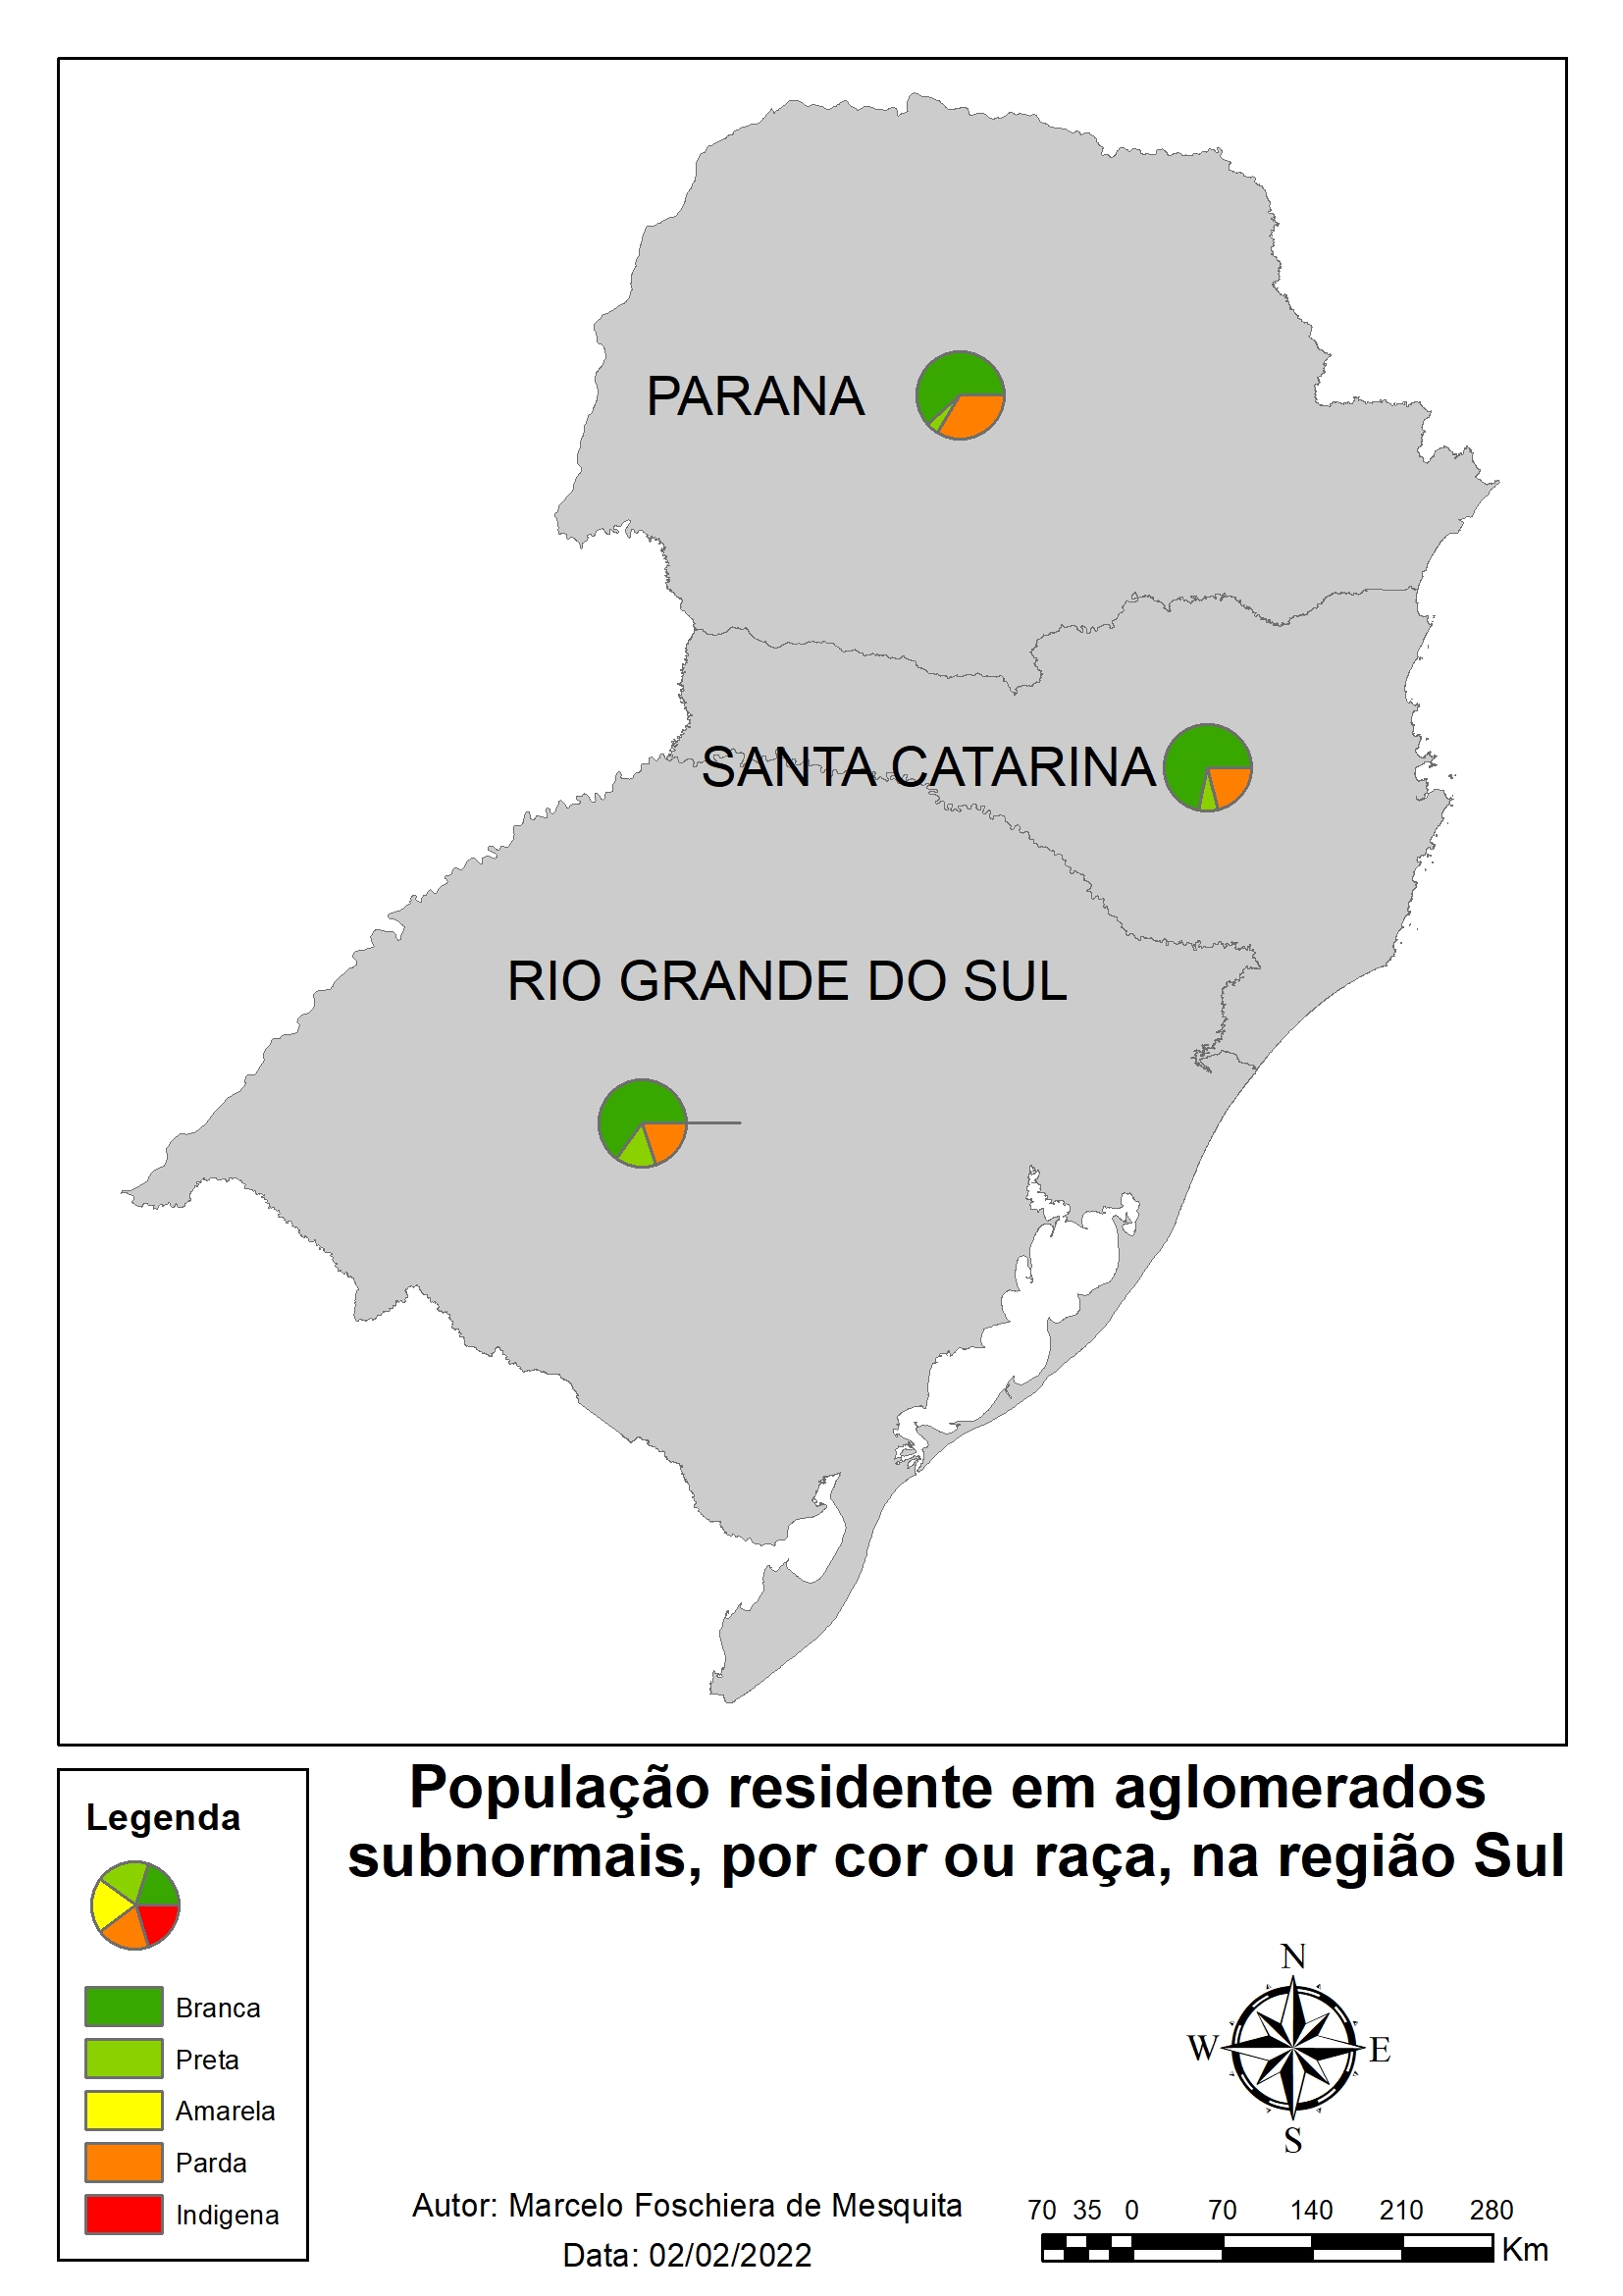 PARANA
SANTA CATARINA
RIO GRANDE DO SUL
População residente em aglomerados
subnormais, por cor ou raça, na região Sul
Legenda
Branca
Preta
Amarela
Parda
Indigena
N
W
E
S
Autor: Marcelo Foschiera de Mesquita
Data: 02/02/2022
70 35 0 70 140 210 280
Km